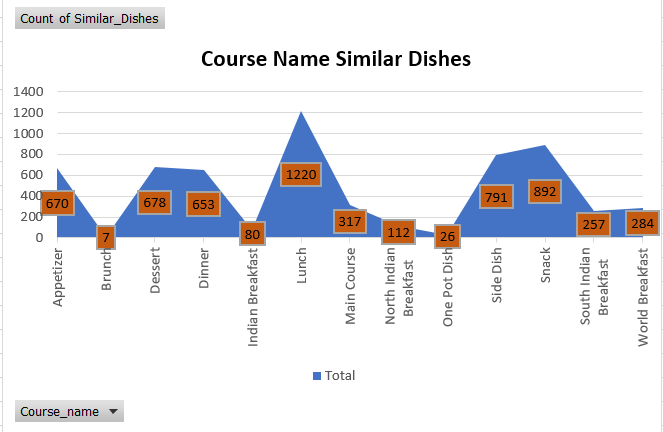 Count of Similar_Dishes
Course Name Similar Dishes
1400
1200
1000
800
600
400
200
0
670
7
678
653
80
1220
317
112
26
791
892
257
284
Appetizer
Brunch
Dessert
Dinner
Indian Breakfast
Lunch
Main Course
North Indian
Breakfast
One Pot Dish
Side Dish
Snack
South Indian
Breakfast
World Breakfast
Total
Course_name